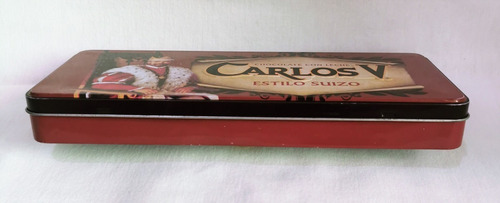 CHOCOLATE CON LECHE
CARLOS V
ESTILO SUIZO